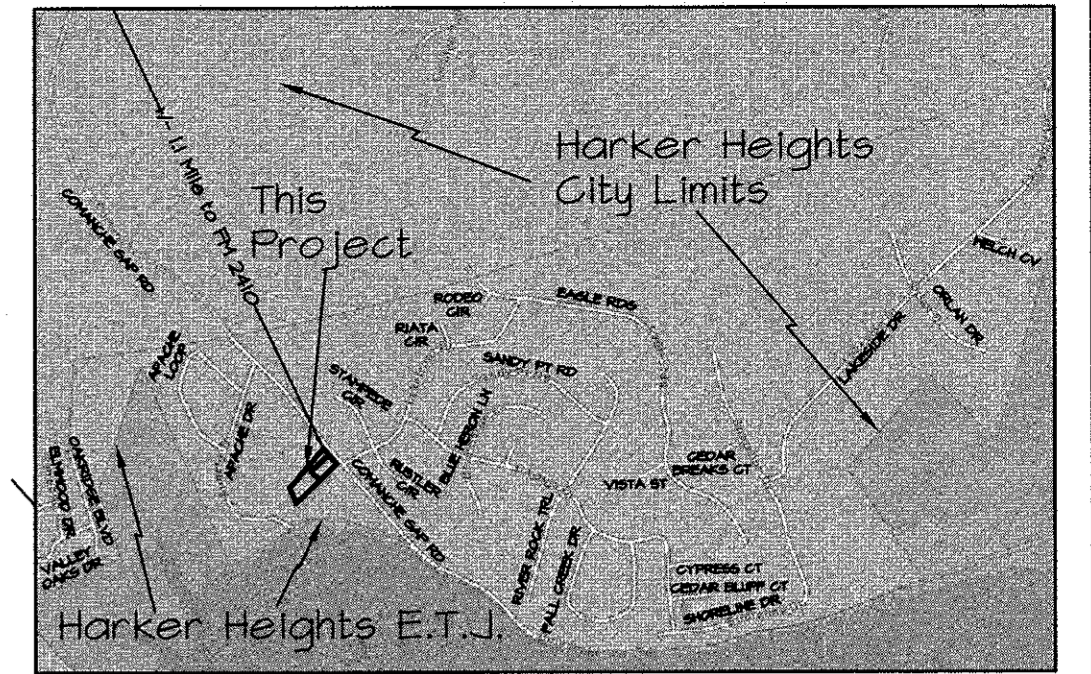 +/- 1.1 Mile to FM 2410
This
Project
Harker Heights
City Limits
COMANCHE GAP RD
WELCH CV
ORLAN DR
LAKESIDE DR
RODEO
CIR
EAGLE RDG
RIATA
CIR
SANDY PT RD
APACHE
LOOP
STAMPEDE
CIR
APACHE DR
BLUE HERON LN
RUSTLER
CIR
COMANCHE GAP RD
CEDAR
BREAKS CT
VISTA ST
OAKRIDGE BLVD
VALLEY
OAKS DR
RIVER ROCK TRL
FALL CREEK DR
CYPRESS CT
CEDAR BLUFF CT
SHORELINE DR
Harker Heights E.T.J.